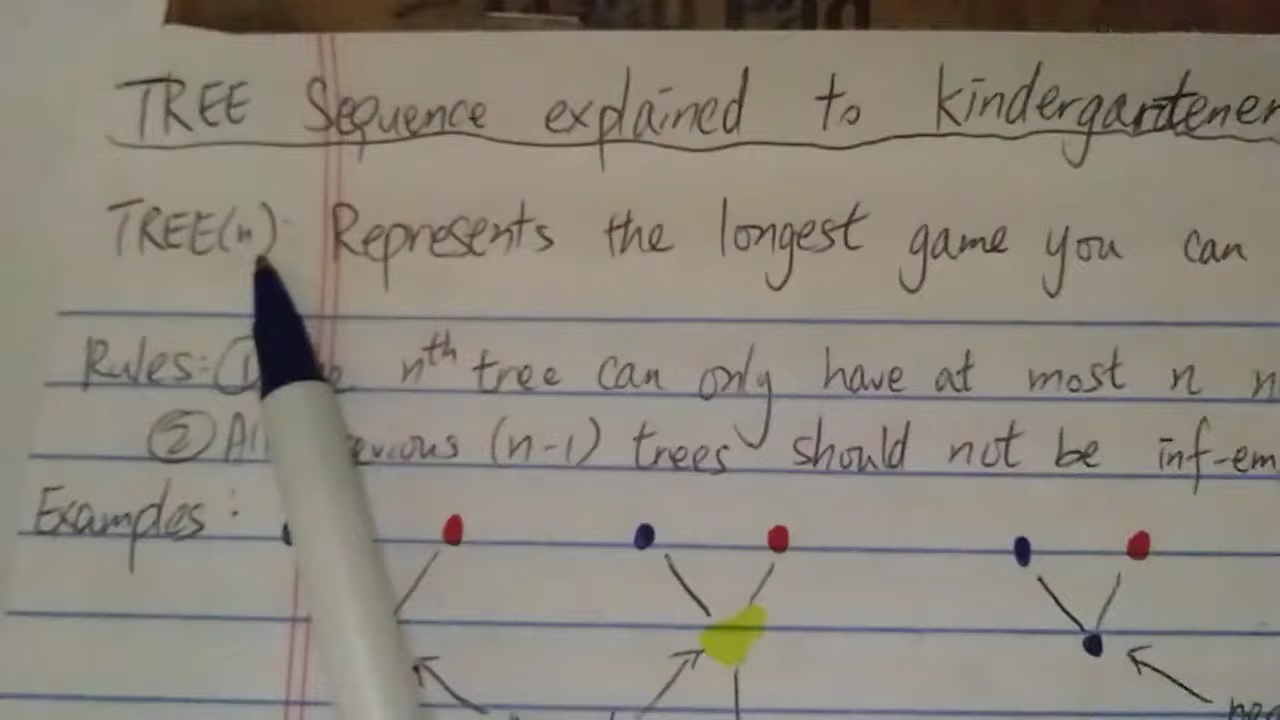 TREE Sequence explained to kindergartener
TREE(n): Represents the longest game you can
Rules: ① nth tree can only have at most n n
② All (n-1) trees should not be inf-em
Examples: